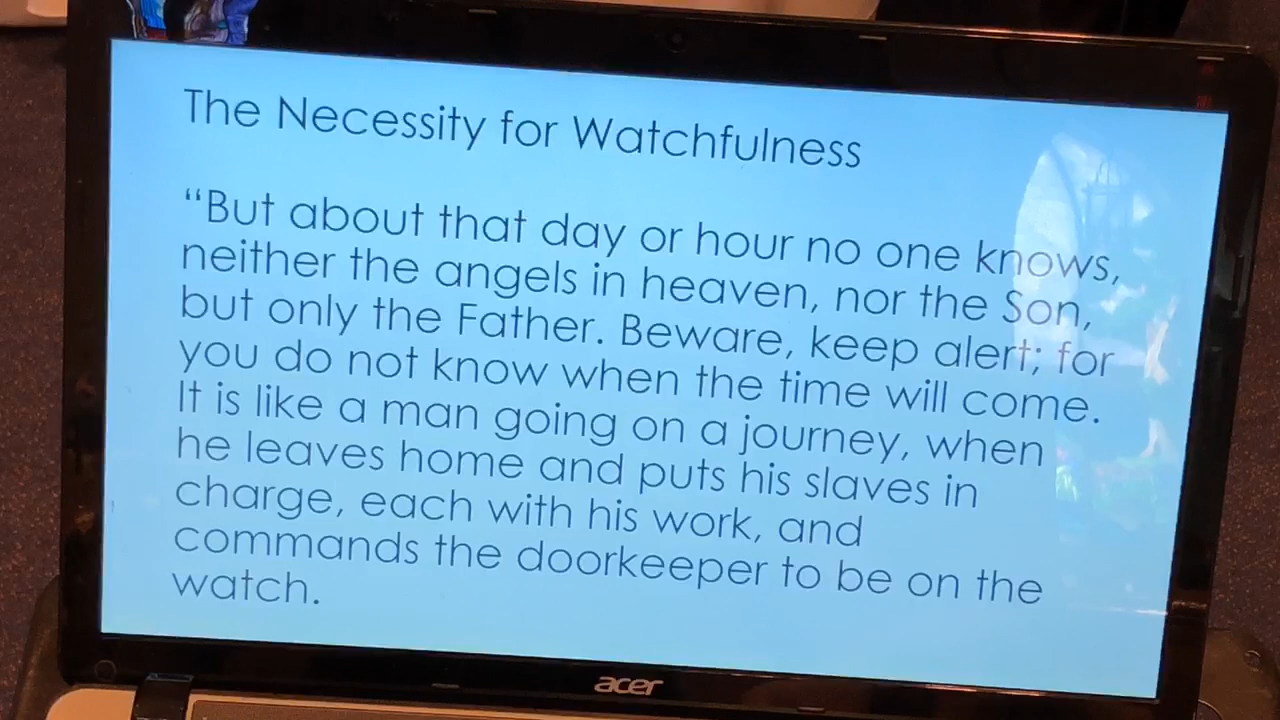 The Necessity for Watchfulness
“But about that day or hour no one knows,
neither the angels in heaven, nor the Son,
but only the Father. Beware, keep alert; for
you do not know when the time will come.
It is like a man going on a journey, when
he leaves home and puts his slaves in
charge, each with his work, and
commands the doorkeeper to be on the
watch.
acer